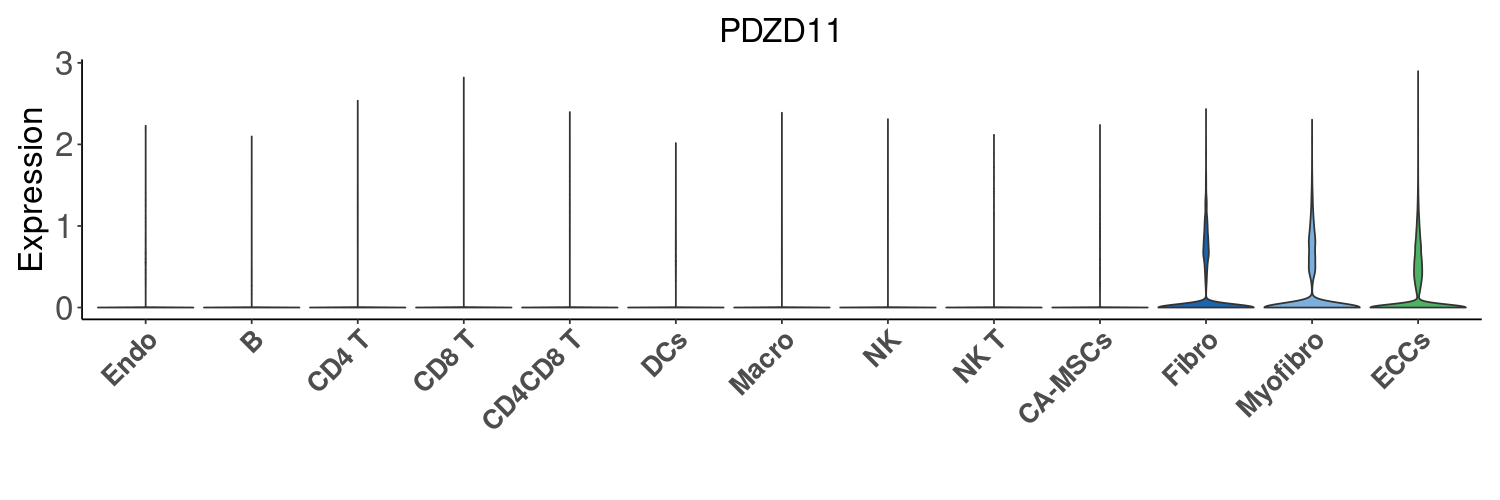 PDZD11
Expression
3
2
1
0
Endo
B
CD4 T
CD8 T
CD4CD8 T
DCs
Macro
NK
NK T
CA-MSCs
Fibro
Myofibro
ECCs